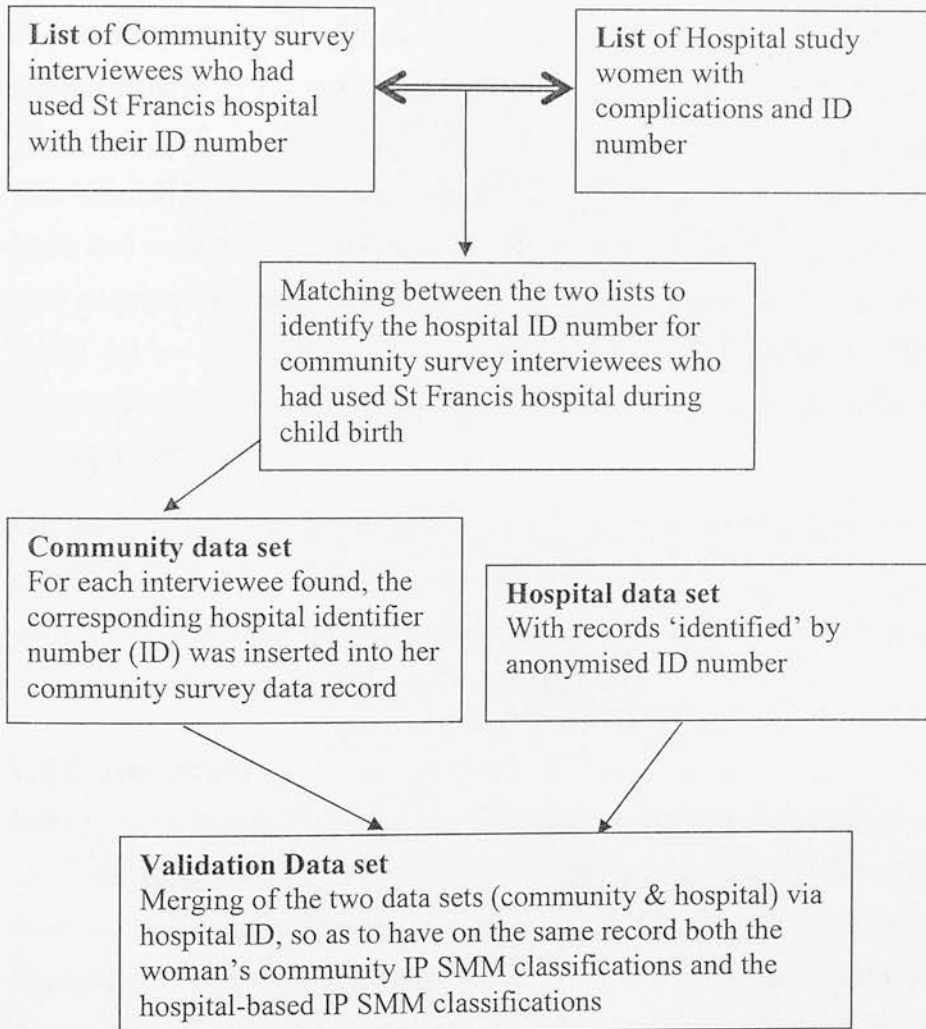 List of Community survey
interviewees who had
used St Francis hospital
with their ID number
List of Hospital study
women with
complications and ID
number
Matching between the two lists to
identify the hospital ID number for
community survey interviewees who
had used St Francis hospital during
child birth
Community data set
For each interviewee found, the
corresponding hospital identifier
number (ID) was inserted into her
community survey data record
Hospital data set
With records ‘identified’ by
anonymised ID number
Validation Data set
Merging of the two data sets (community & hospital) via
hospital ID, so as to have on the same record both the
woman’s community IP SMM classifications and the
hospital-based IP SMM classifications